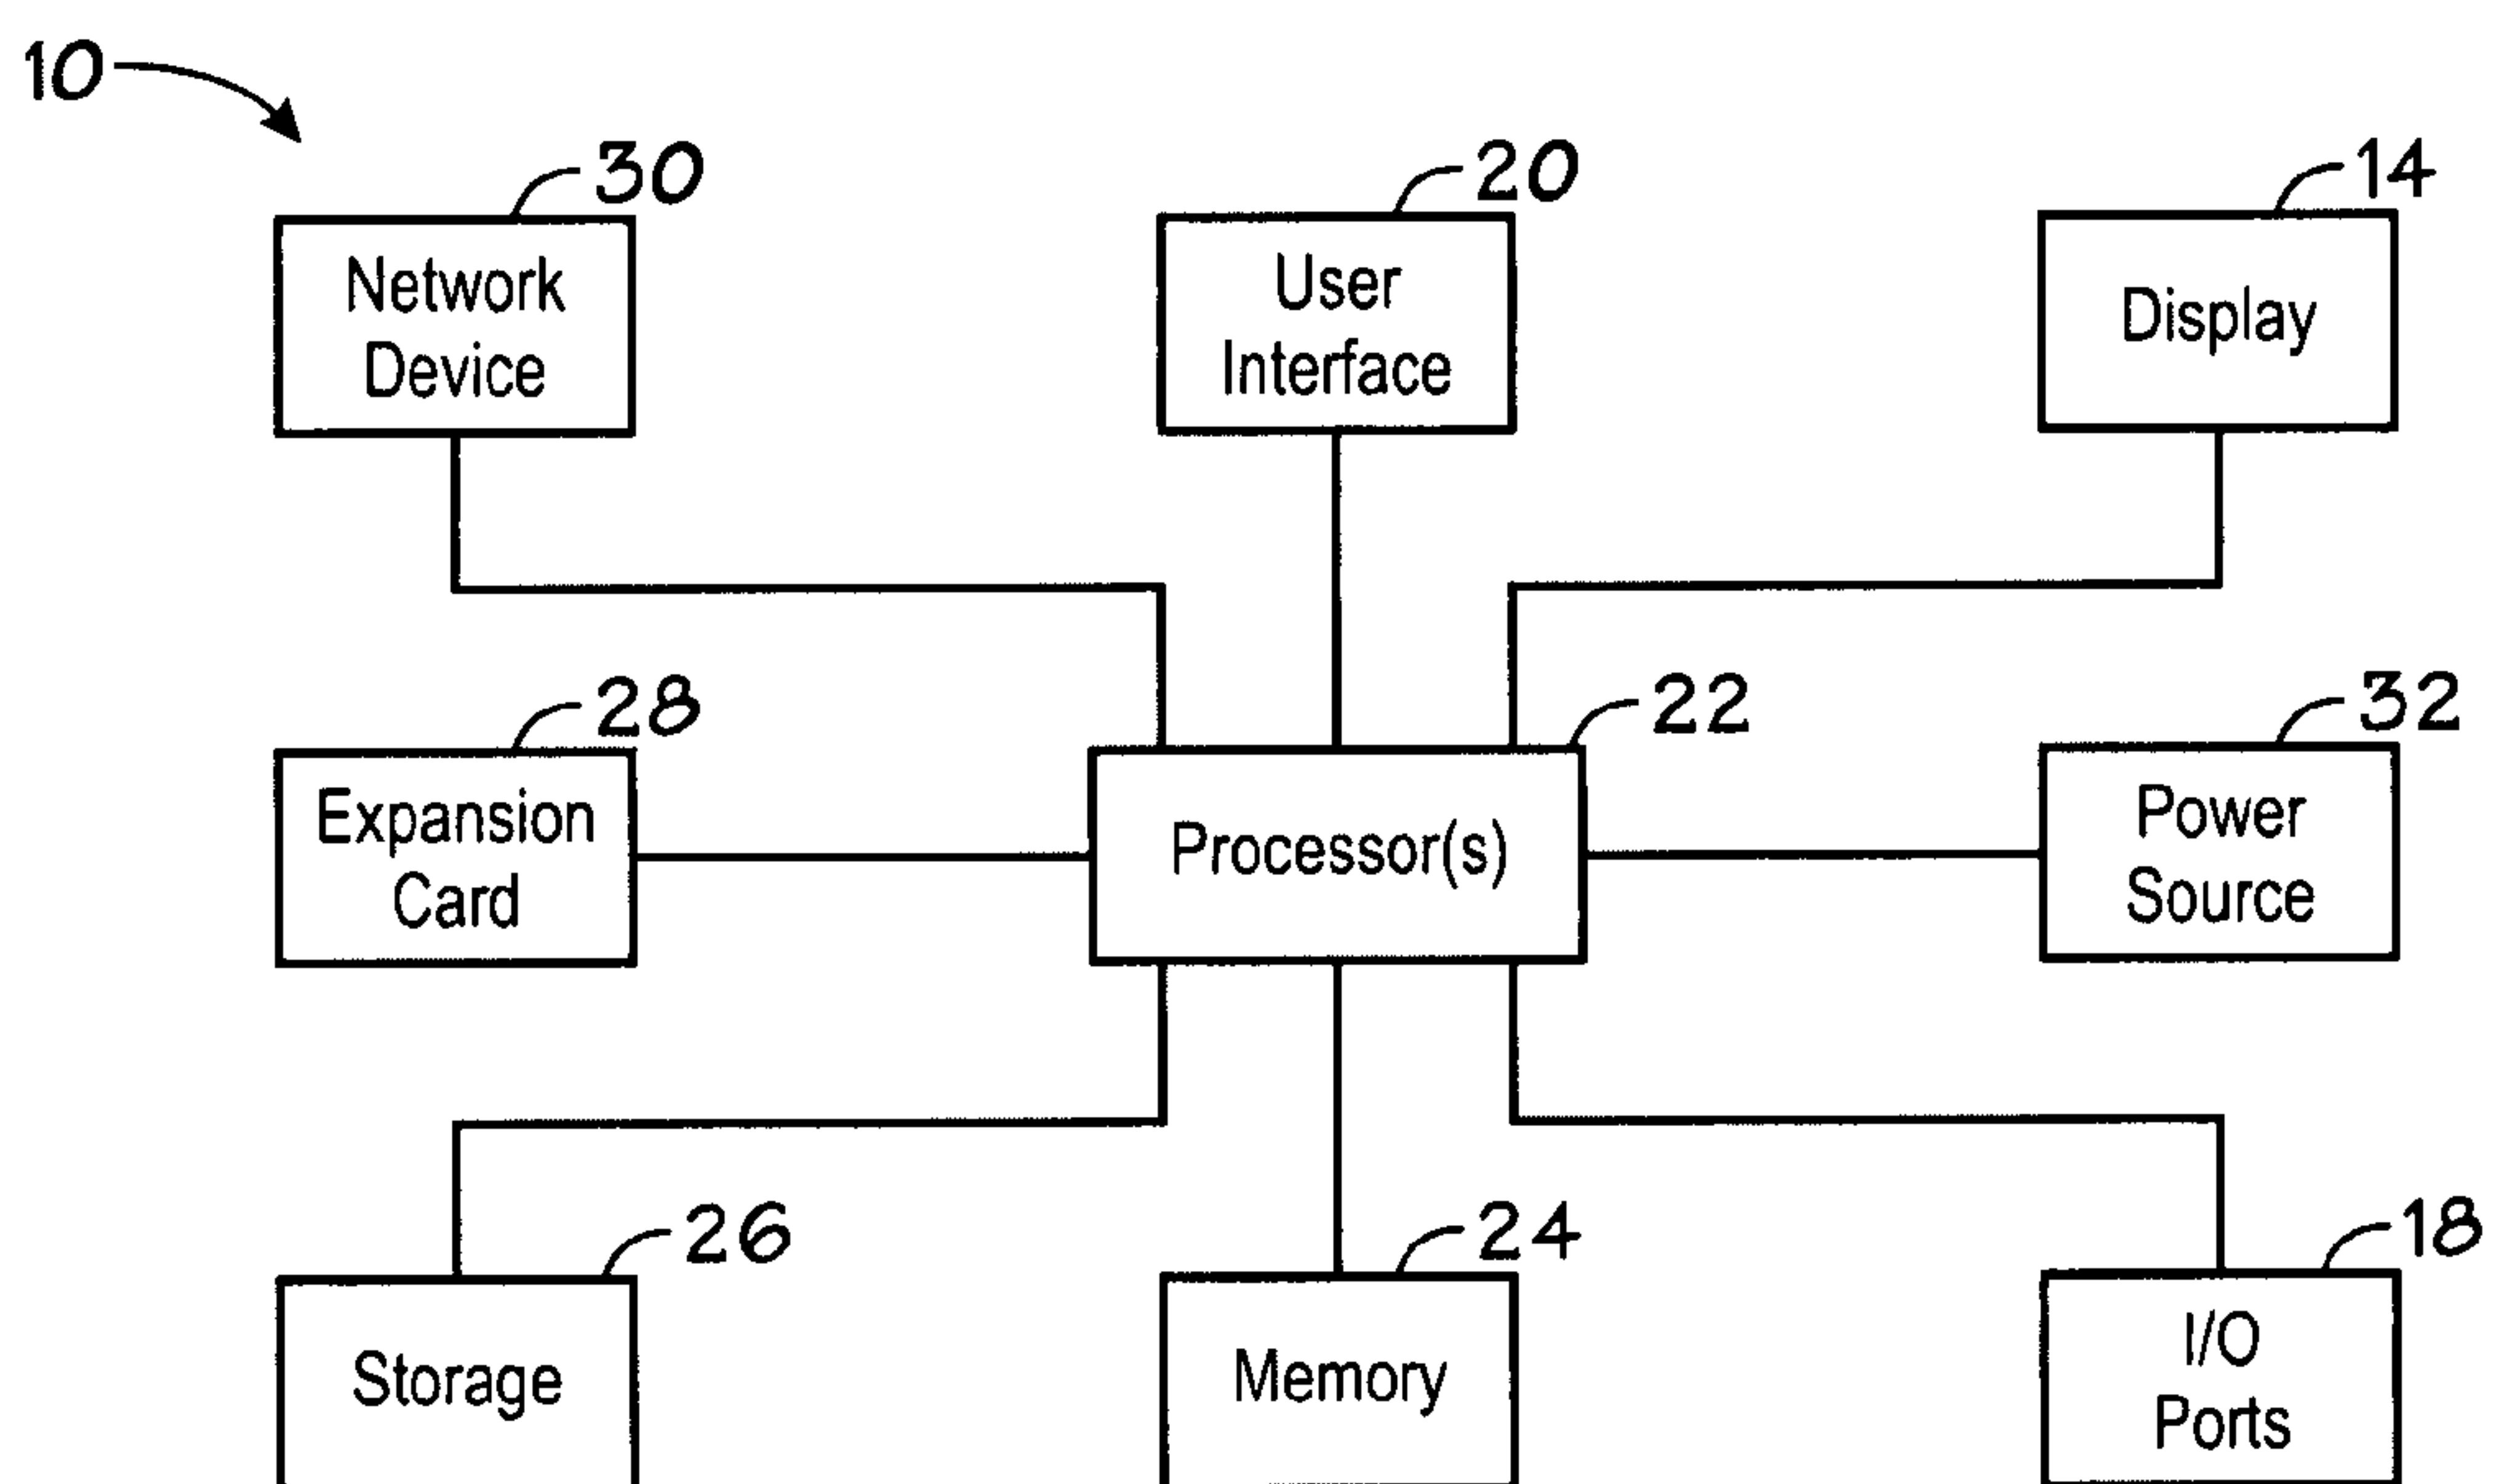 10
30
20
14
Network
Device
User
Interface
Display
28
22
32
Expansion
Card
Processor(s)
Power
Source
26
24
18
Storage
Memory
I/O
Ports